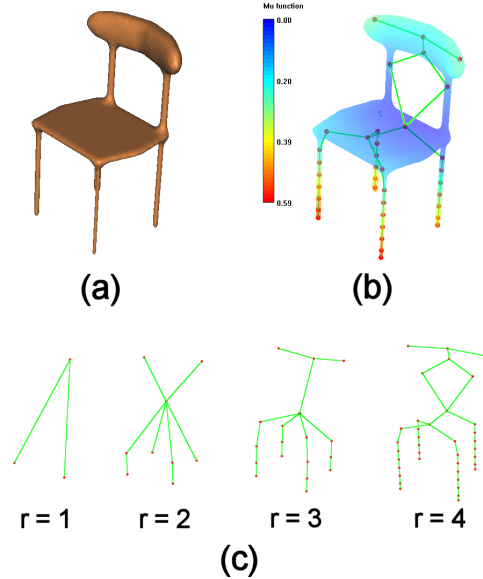 Mu function
0.00
0.20
0.39
0.59
(a)
(b)
r = 1
r = 2
r = 3
r = 4
(c)